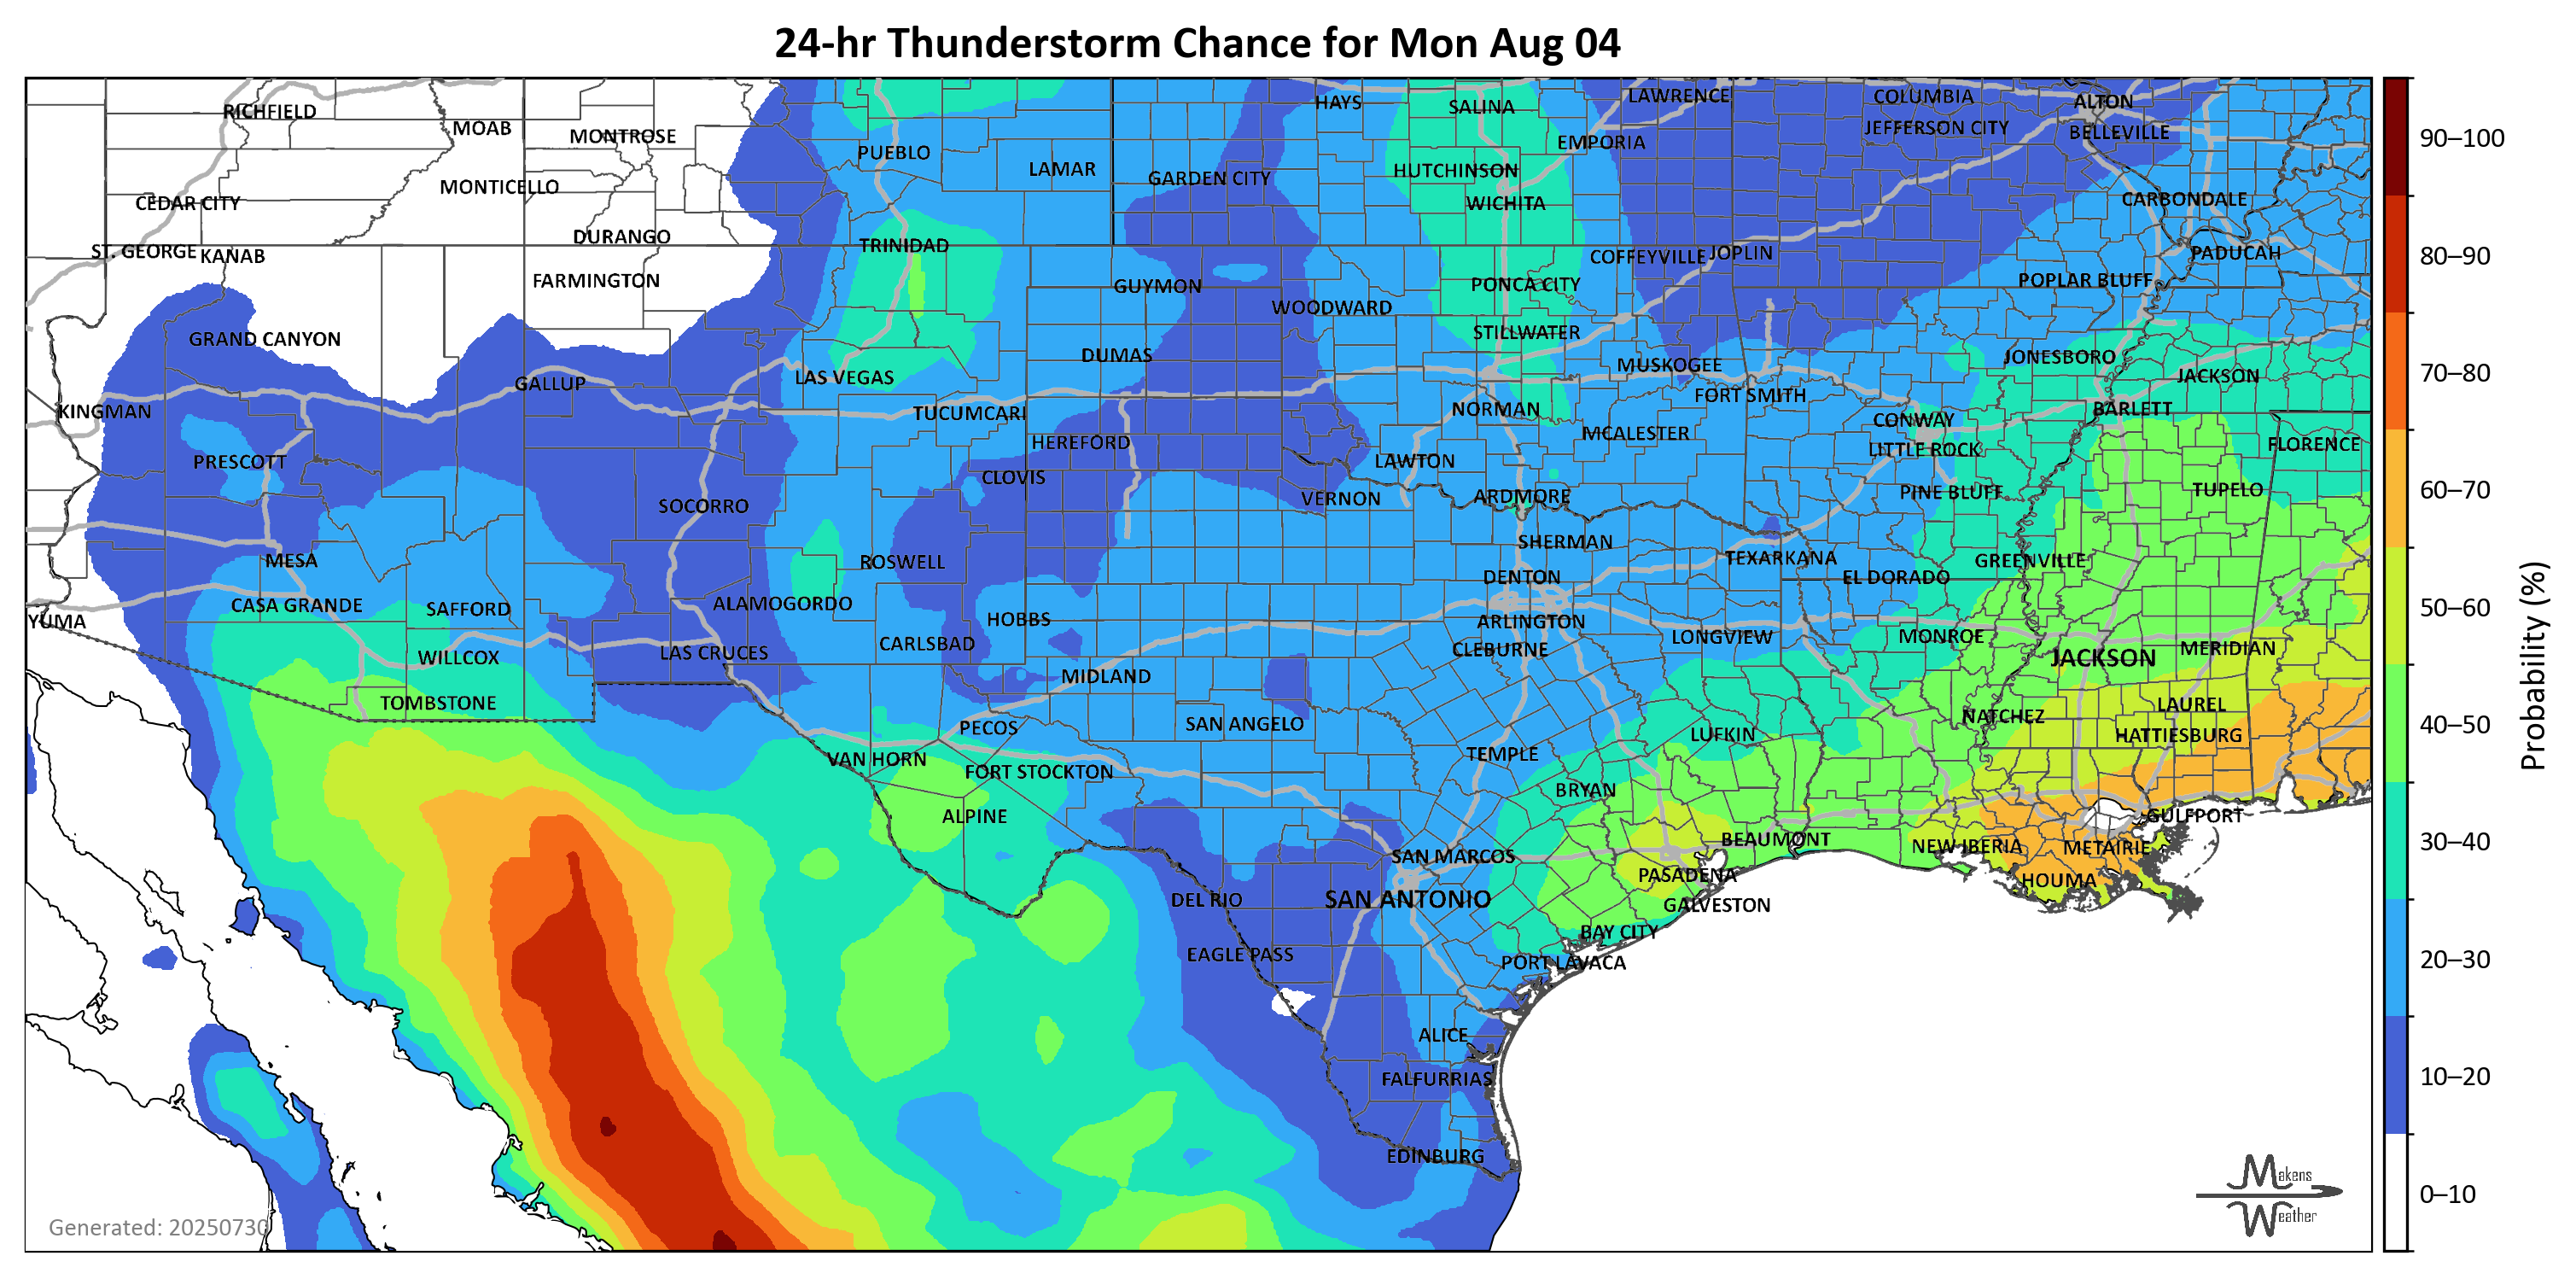 24-hr Thunderstorm Chance for Mon Aug 04
RICHFIELD
MOAB
MONTROSE
PUEBLO
LAMAR
GARDEN CITY
HAYS
SALINA
HUTCHINSON
EMPORIA
LAWRENCE
COLUMBIA
JEFFERSON CITY
ALTON
BELLEVILLE
CEDAR CITY
MONTICELLO
WICHITA
CARBONDALE
ST. GEORGE
KANAB
DURANGO
FARMINGTON
TRINIDAD
GUYMON
WOODWARD
PONCA CITY
COFFEYVILLE
JOPLIN
POPLAR BLUFF
PADUCAH
GRAND CANYON
DUMAS
STILLWATER
MUSKOGEE
JONESBORO
JACKSON
KINGMAN
GALLUP
LAS VEGAS
TUCUMCARI
NORMAN
FORT SMITH
CONWAY
BARLETT
HEREFORD
MCALESTER
LITTLE ROCK
FLORENCE
PRESCOTT
CLOVIS
LAWTON
SOCORRO
VERNON
ARDMORE
PINE BLUFF
TUPELO
MESA
ROSWELL
SHERMAN
TEXARKANA
GREENVILLE
DENTON
EL DORADO
YUMA
CASA GRANDE
SAFFORD
ALAMOGORDO
HOBBS
ARLINGTON
LONGVIEW
MONROE
WILLCOX
LAS CRUCES
CARLSBAD
CLEBURNE
JACKSON
MERIDIAN
TOMBSTONE
MIDLAND
PECOS
SAN ANGELO
LUFKIN
NATCHEZ
LAUREL
HATTIESBURG
VAN HORN
FORT STOCKTON
TEMPLE
BRYAN
ALPINE
GULFPORT
SAN MARCOS
BEAUMONT
NEW IBERIA
METAIRIE
DEL RIO
SAN ANTONIO
PASADENA
HOUMA
GALVESTON
BAY CITY
EAGLE PASS
PORT LAVACA
ALICE
FALFURRIAS
EDINBURG
Generated: 20250730
Makens
Weather
90–100
80–90
70–80
60–70
50–60
40–50
30–40
20–30
10–20
0–10
Probability (%)